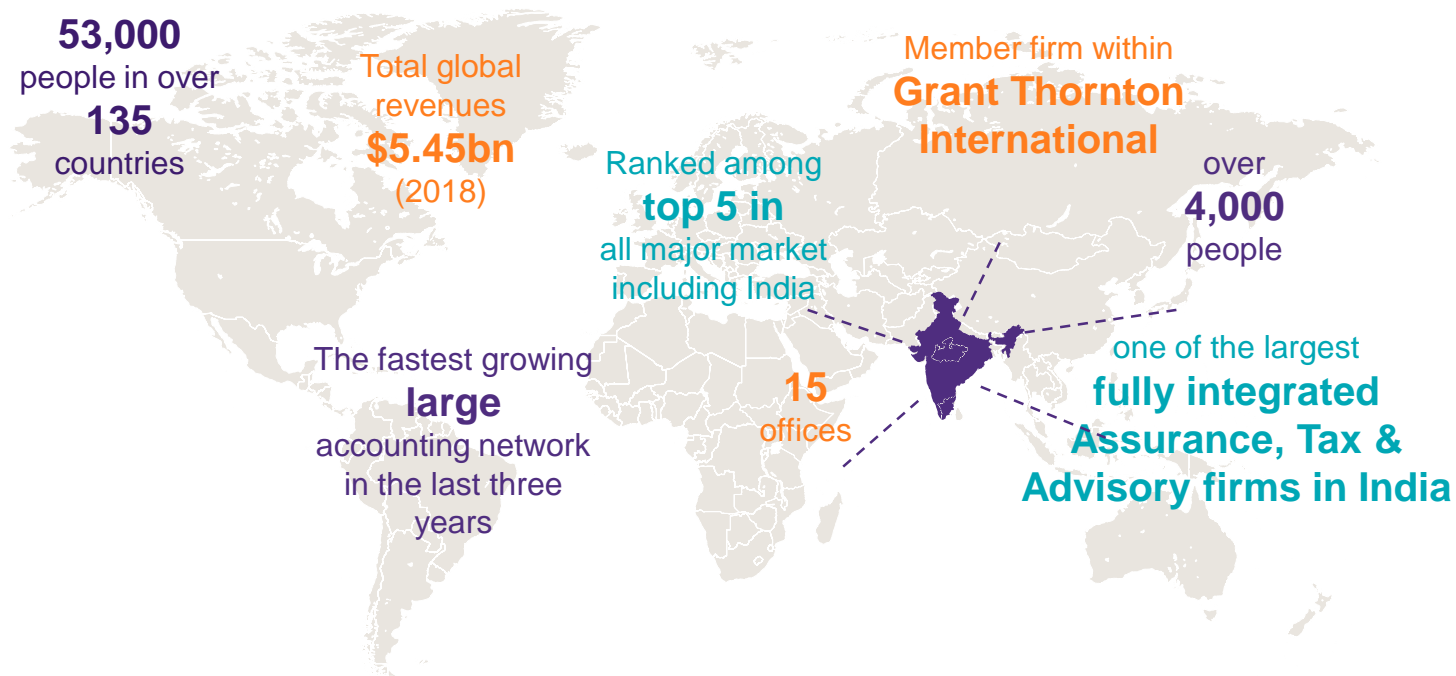 53,000
people in over
135
countries
Total global
revenues
$5.45bn
(2018)
Member firm within
Grant Thornton
International
Ranked among
top 5 in
all major market
including India
over
4,000
people
The fastest growing
large
accounting network
in the last three
years
15
offices
one of the largest
fully integrated
Assurance, Tax &
Advisory firms in India